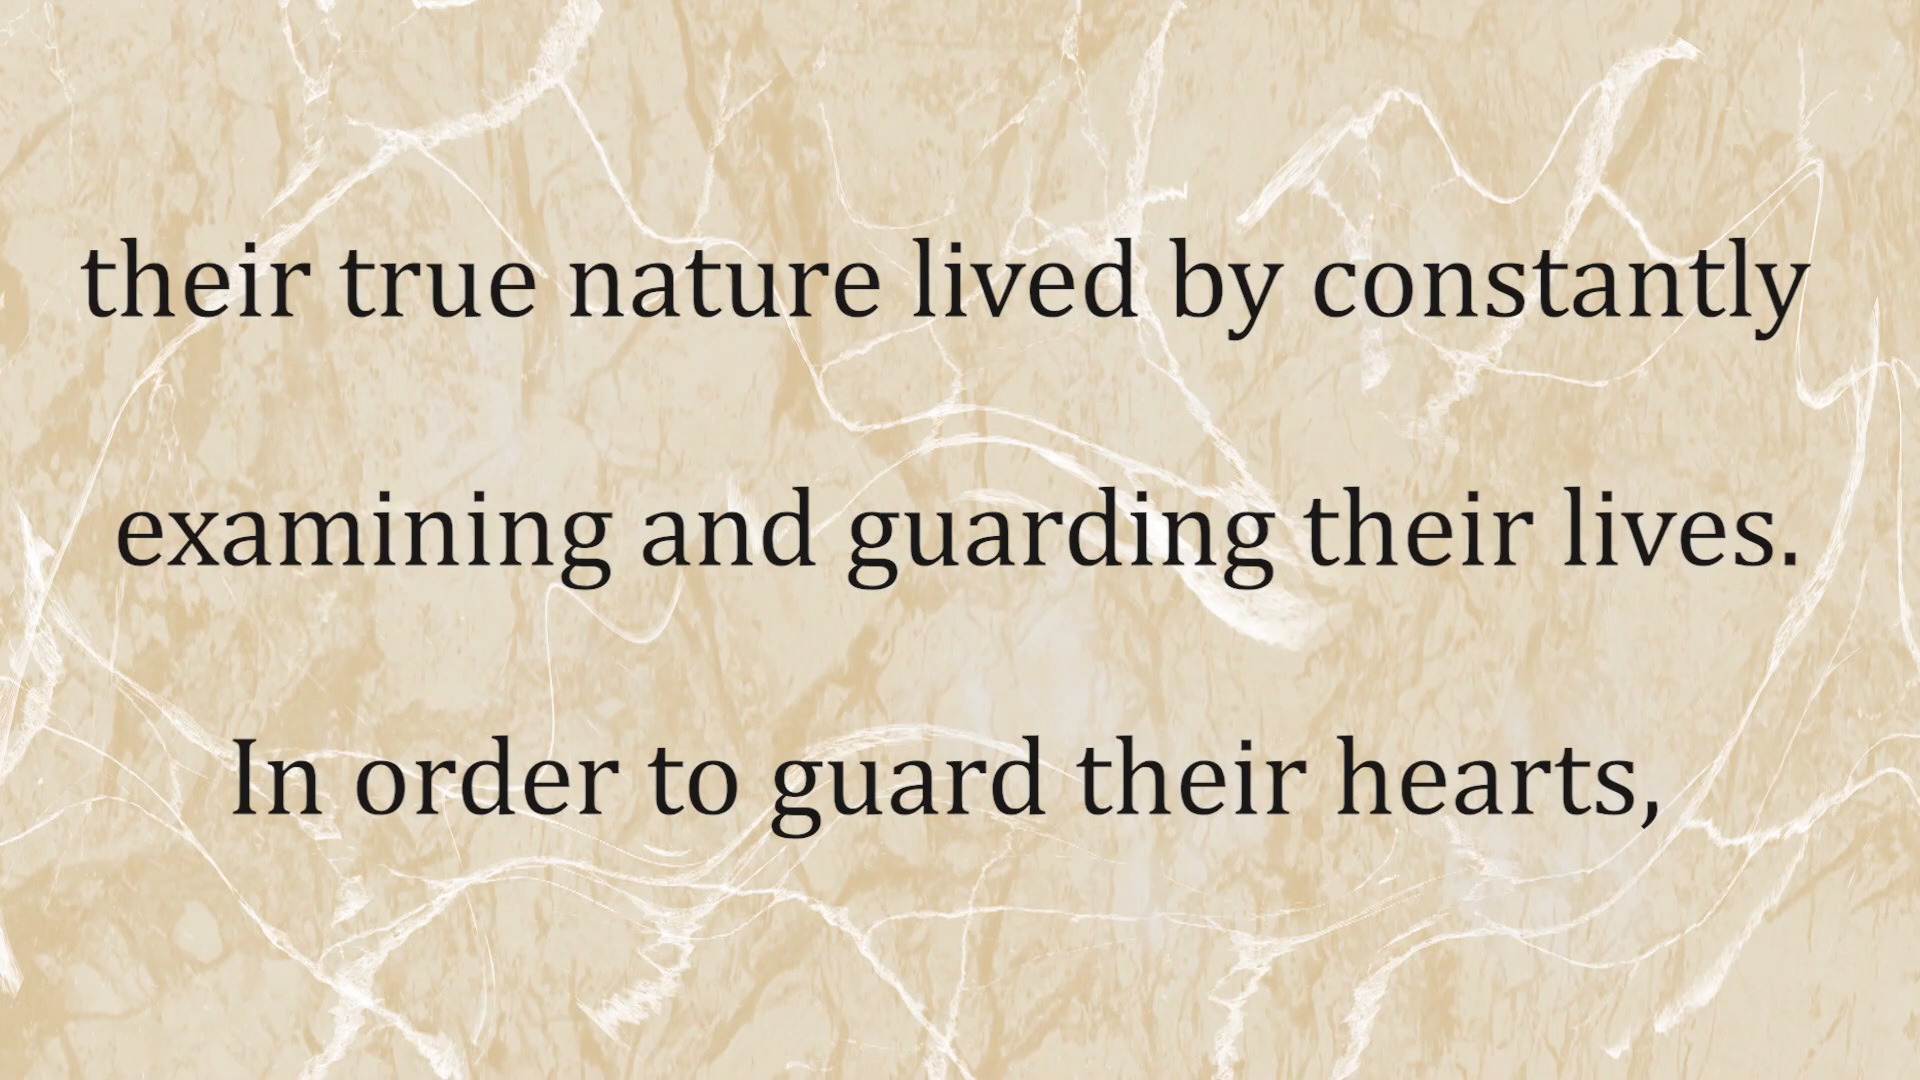 their true nature lived by constantly
examining and guarding their lives.
In order to guard their hearts,